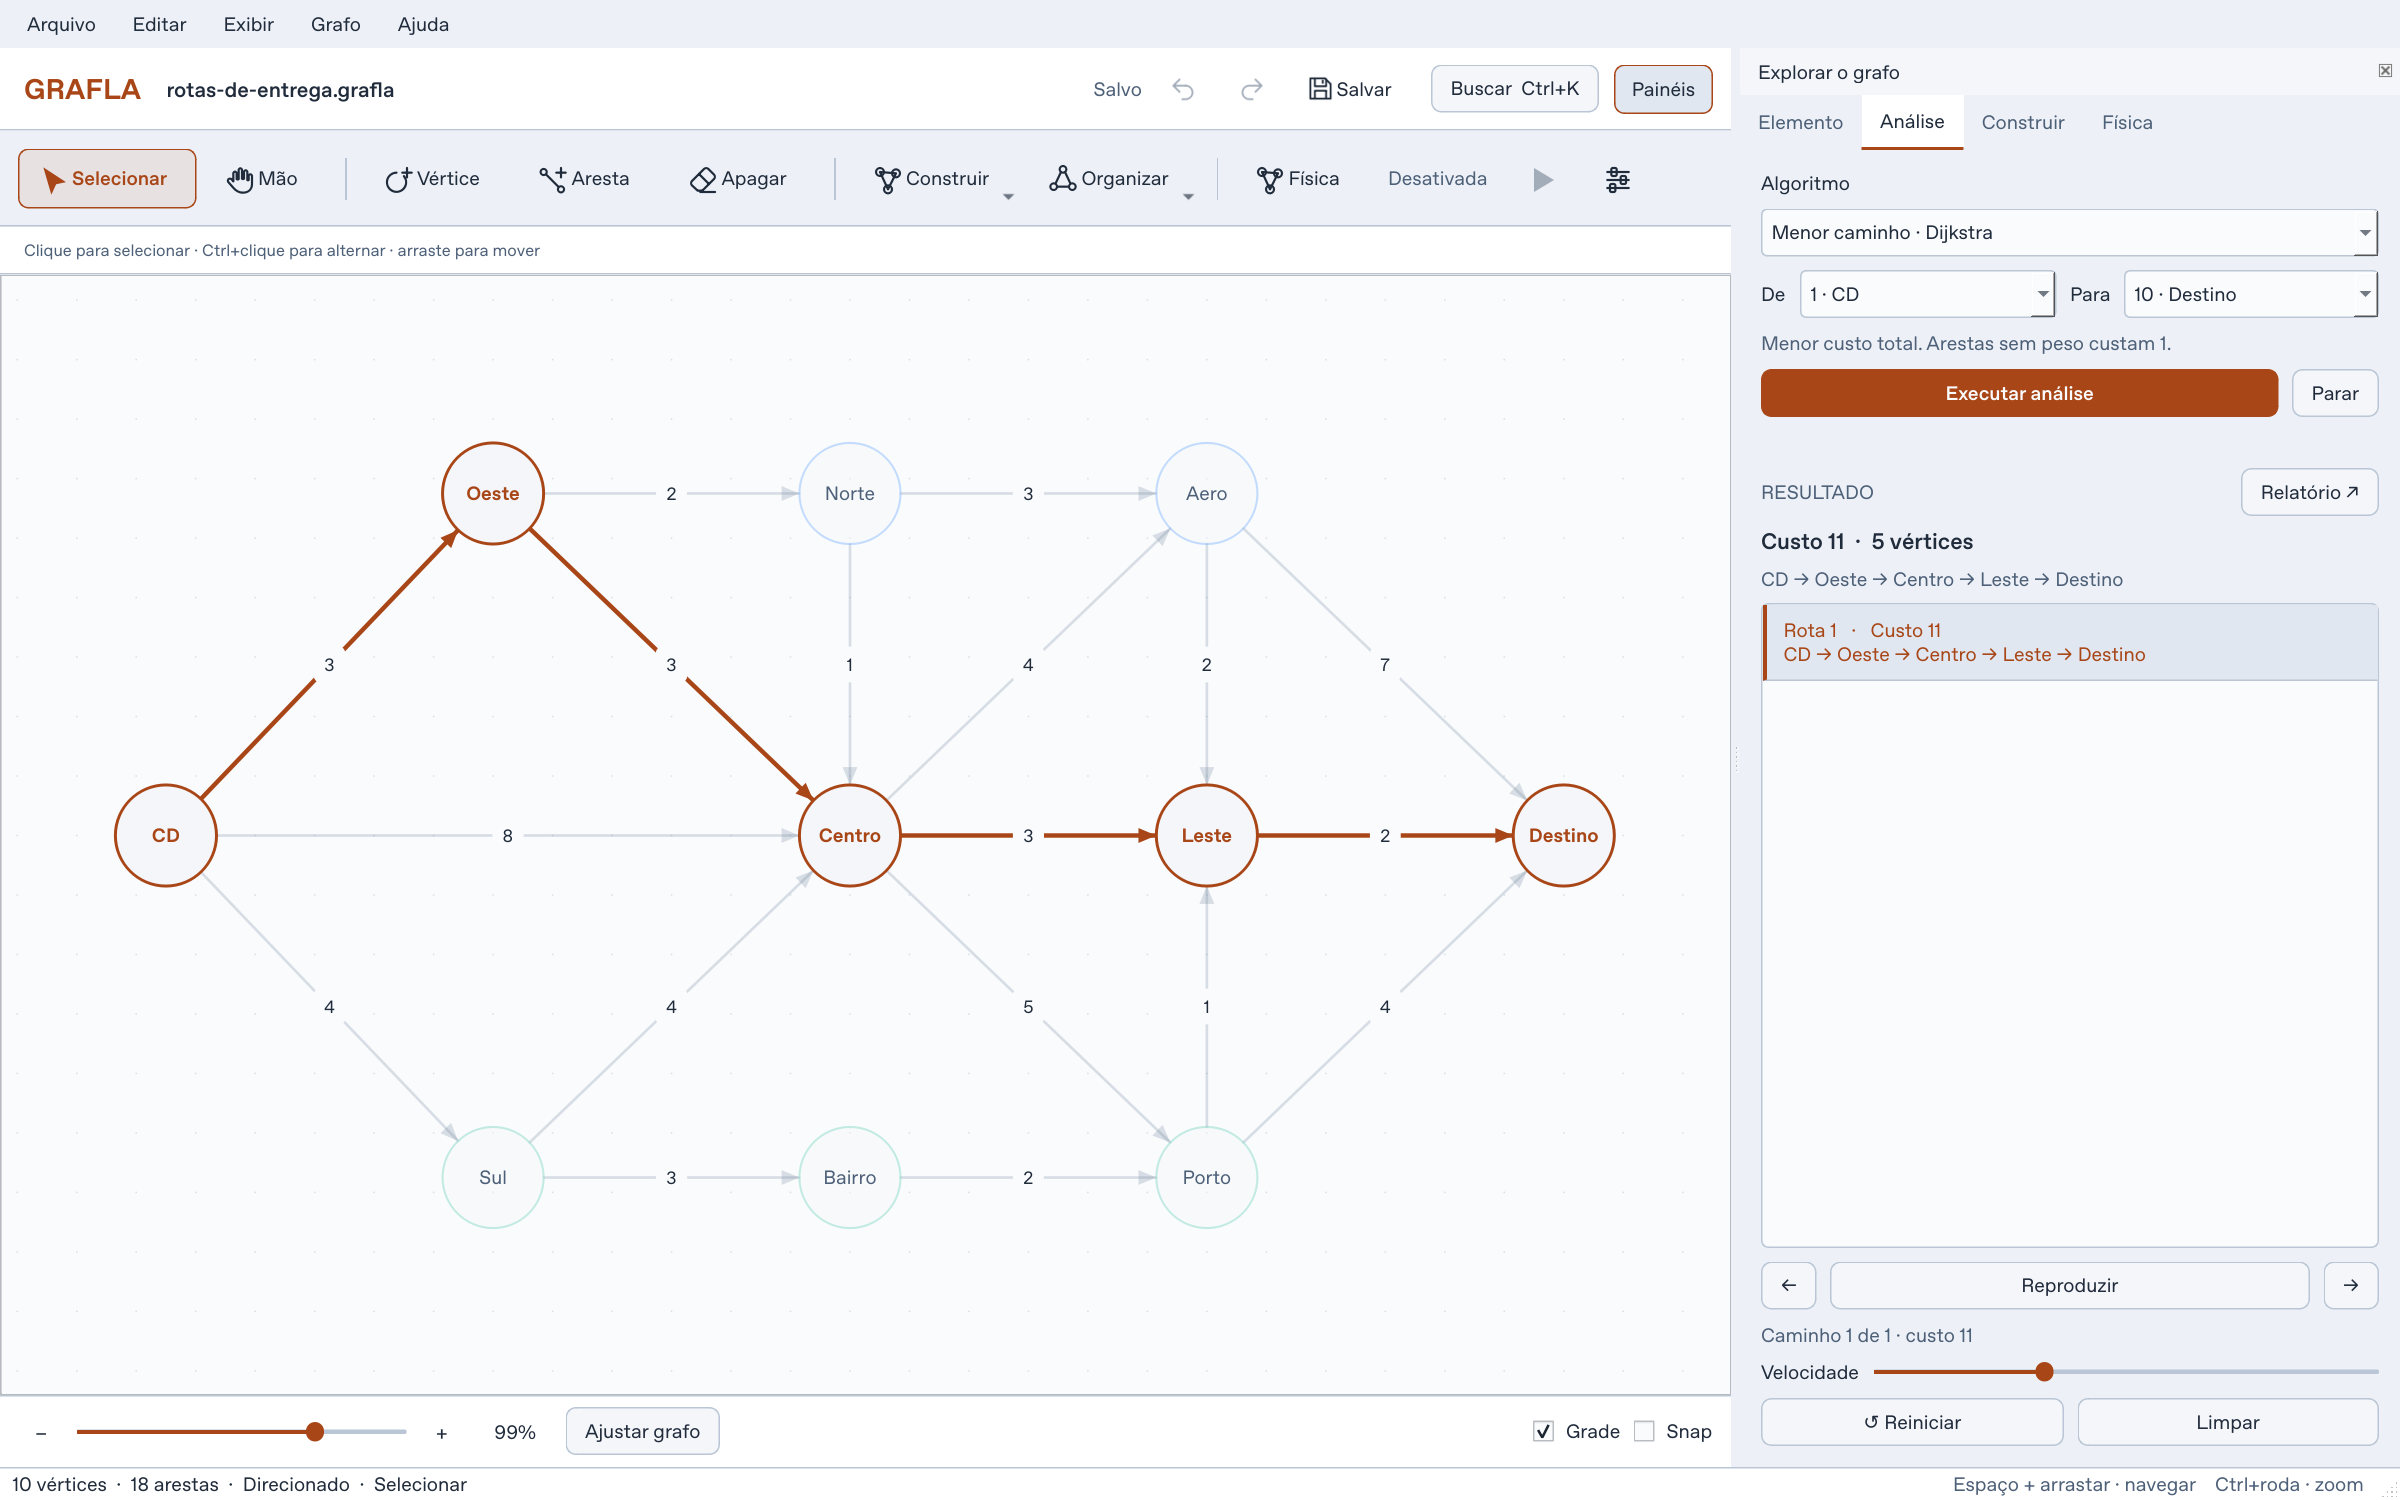 Arquivo Editar Exibir Grafo Ajuda
GRAFLA rotas-de-entrega.grafla Salvo Salvar Buscar Ctrl+K Painéis
Selecionar Mão Vértice Aresta Apagar Construir Organizar Física Desativada
Clique para selecionar · Ctrl+clique para alternar · arraste para mover
Oeste 2 Norte 3 Aero
3 3 1 4 2 7
CD 8 Centro 3 Leste 2 Destino
4 4 5 1 4
Sul 3 Bairro 2 Porto
− + 99% Ajustar grafo Grade Snap
10 vértices · 18 arestas · Direcionado · Selecionar
Explorar o grafo
Elemento Análise Construir Física
Algoritmo
Menor caminho · Dijkstra
De 1 · CD Para 10 · Destino
Menor custo total. Arestas sem peso custam 1.
Executar análise Parar
RESULTADO Relatório ↗
Custo 11 · 5 vértices
CD → Oeste → Centro → Leste → Destino
Rota 1 · Custo 11
CD → Oeste → Centro → Leste → Destino
← Reproduzir →
Caminho 1 de 1 · custo 11
Velocidade
↺ Reiniciar Limpar
Espaço + arrastar · navegar Ctrl+roda · zoom